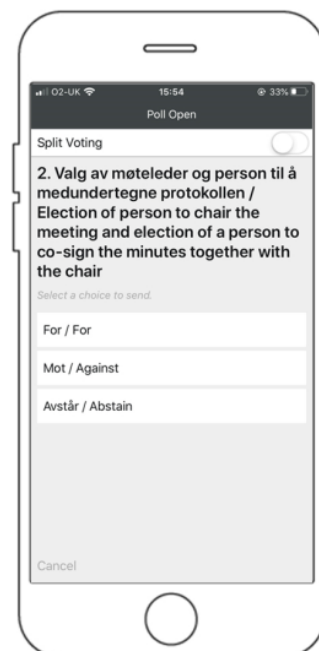 O2-UK 15:54 33%
Poll Open
Split Voting
2. Valg av møteleder og person til å
medundertegne protokollen /
Election of person to chair the
meeting and election of a person to
co-sign the minutes together with
the chair
Select a choice to send.
For / For
Mot / Against
Avstår / Abstain
Cancel